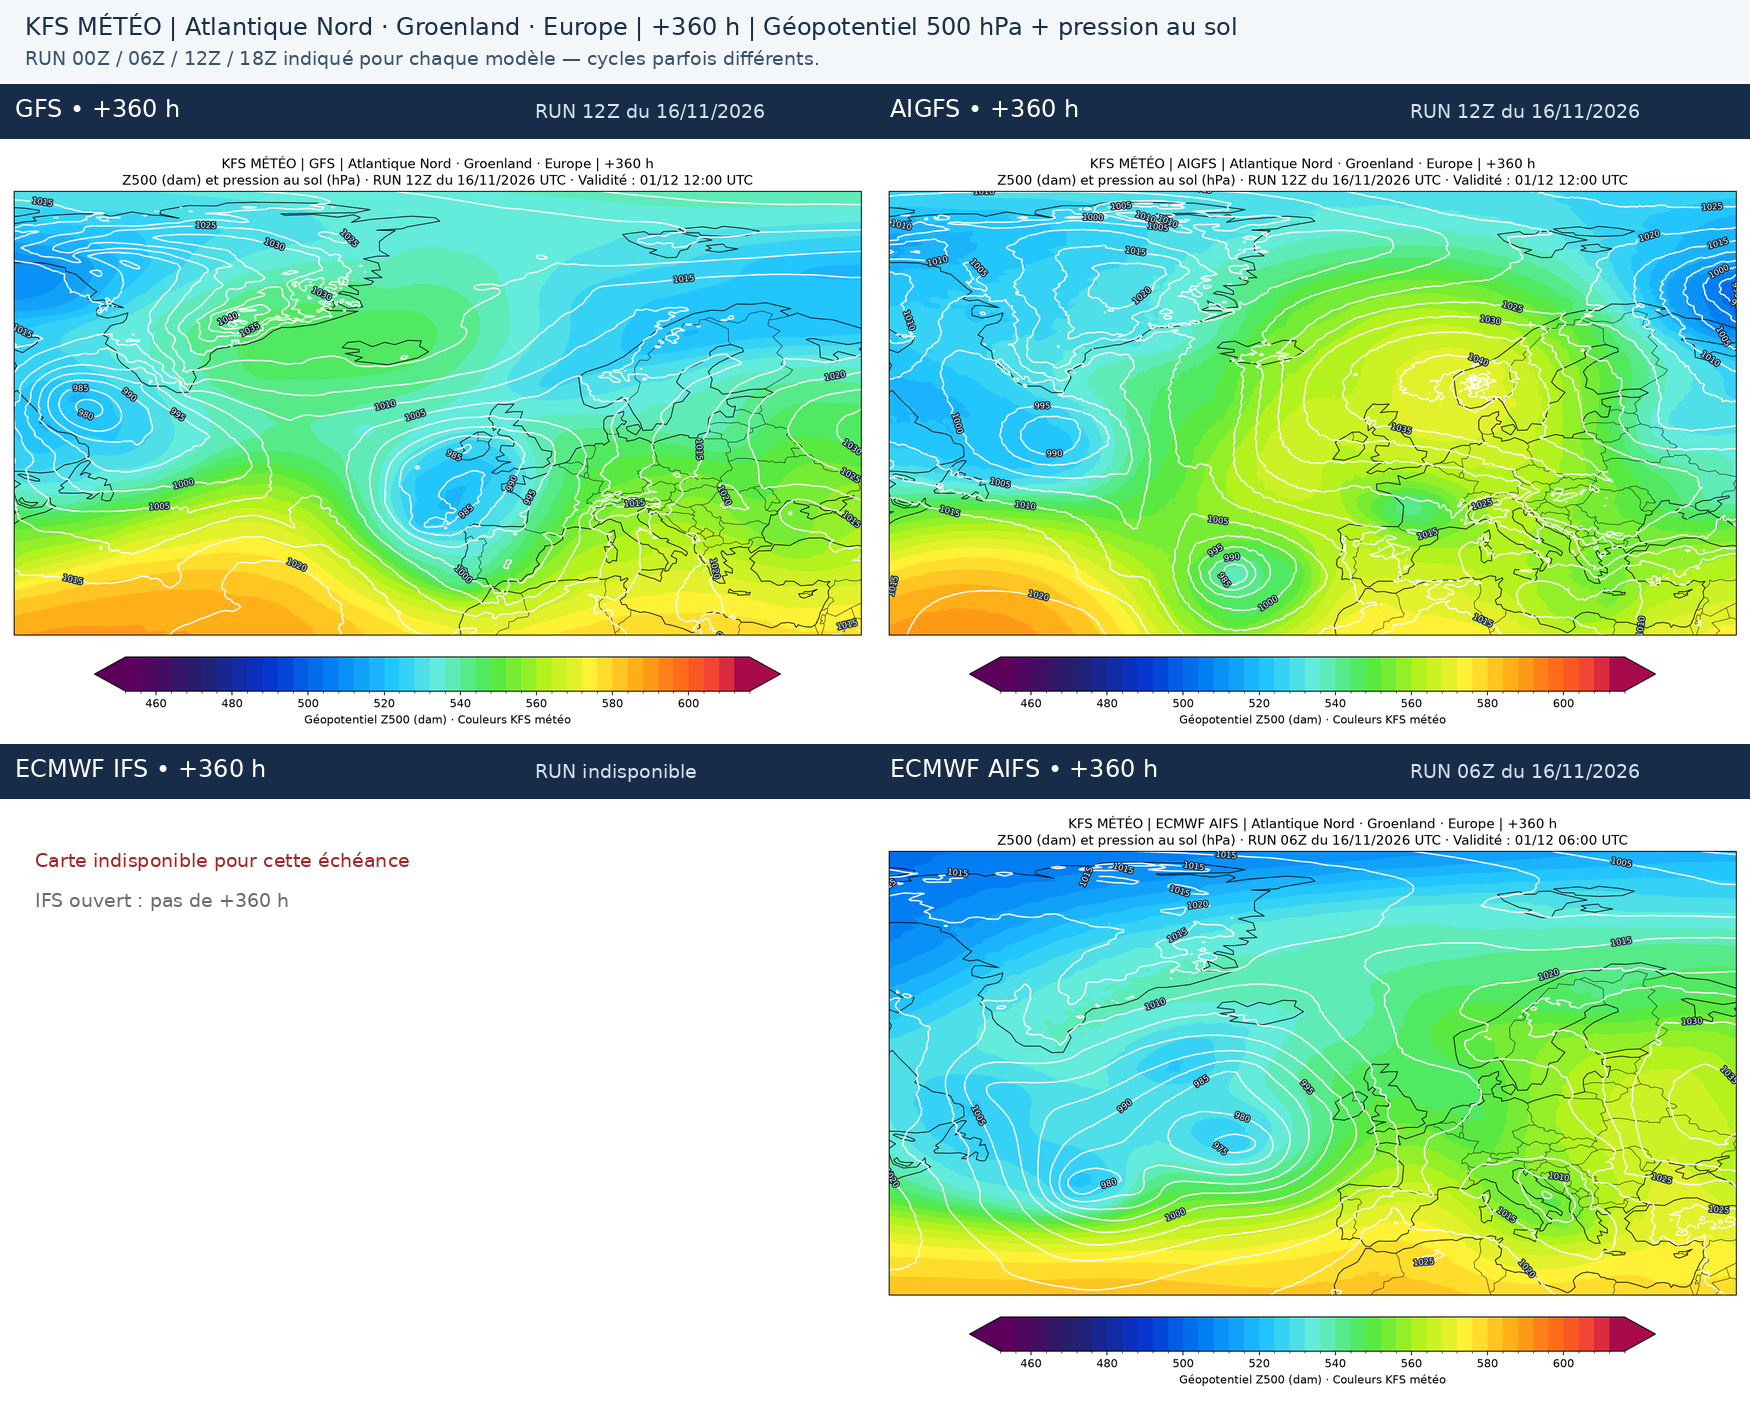 KFS MÉTÉO | Atlantique Nord · Groenland · Europe | +360 h | Géopotentiel 500 hPa + pression au sol
RUN 00Z / 06Z / 12Z / 18Z indiqué pour chaque modèle — cycles parfois différents.
GFS • +360 h
RUN 12Z du 16/11/2026
KFS MÉTÉO | GFS | Atlantique Nord · Groenland · Europe | +360 h
Z500 (dam) et pression au sol (hPa) · RUN 12Z du 16/11/2026 UTC · Validité : 01/12 12:00 UTC
460 480 500 520 540 560 580 600
Géopotentiel Z500 (dam) · Couleurs KFS météo
AIGFS • +360 h
RUN 12Z du 16/11/2026
KFS MÉTÉO | AIGFS | Atlantique Nord · Groenland · Europe | +360 h
Z500 (dam) et pression au sol (hPa) · RUN 12Z du 16/11/2026 UTC · Validité : 01/12 12:00 UTC
460 480 500 520 540 560 580 600
Géopotentiel Z500 (dam) · Couleurs KFS météo
ECMWF IFS • +360 h
RUN indisponible
Carte indisponible pour cette échéance
IFS ouvert : pas de +360 h
ECMWF AIFS • +360 h
RUN 06Z du 16/11/2026
KFS MÉTÉO | ECMWF AIFS | Atlantique Nord · Groenland · Europe | +360 h
Z500 (dam) et pression au sol (hPa) · RUN 06Z du 16/11/2026 UTC · Validité : 01/12 06:00 UTC
460 480 500 520 540 560 580 600
Géopotentiel Z500 (dam) · Couleurs KFS météo